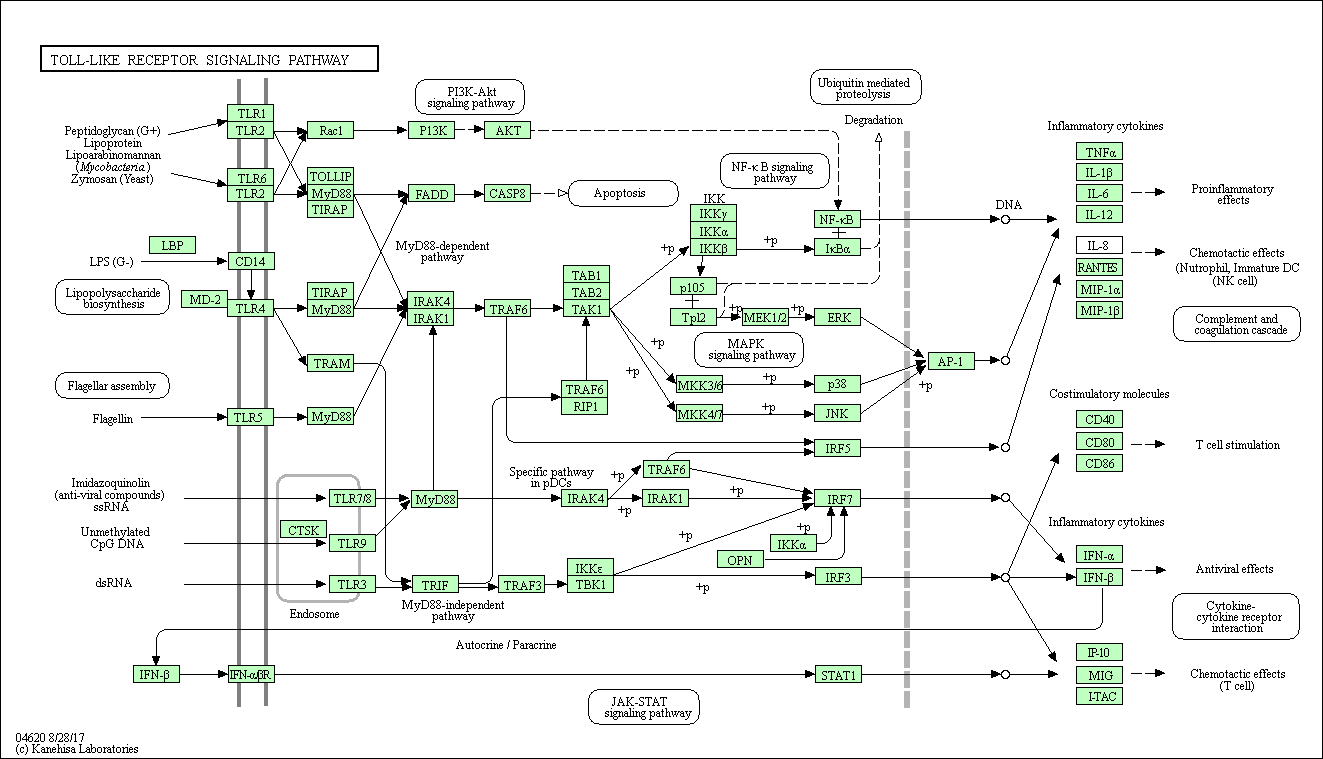 TOLL-LIKE RECEPTOR SIGNALING PATHWAY
PI3K-Akt
signaling pathway
Ubiquitin mediated
proteolysis
Degradation
TLR1
TLR2
Peptidoglycan (G+)
Lipoprotein
Lipoarabinomannan
(Mycobacteria)
Zymosan (Yeast)
Rac1
P13K
AKT
TLR6
TLR2
TOLLIP
MyD88
TIRAP
FADD
CASP8
Apoptosis
NF-κ B signaling
pathway
Inflammatory cytokines
TNFα
IL-1β
IL-6
IL-12
Proinflammatory
effects
IKK
IKKγ
IKKα
IKKβ
+p
+p
NF-κB
IκBα
DNA
IL-8
RANTES
MIP-1α
MIP-1β
Chemotactic effects
(Nutrophil, Immature DC
(NK cell)
LBP
LPS (G-)
CD14
MyD88-dependent
pathway
Lipopolysaccharide
biosynthesis
MD-2
TLR4
TIRAP
MyD88
IRAK4
IRAK1
TRAF6
TAB1
TAB2
TAK1
p105
Tpl2
+p
MEK1/2
+p
ERK
MAPK
signaling pathway
Complement and
coagulation cascade
TRAM
+p
+p
MKK3/6
+p
p38
AP-1
+p
Flagellar assembly
Flagellin
TLR5
MyD88
TRAF6
RIP1
MKK4/7
+p
JNK
Costimulatory molecules
CD40
CD80
CD86
T cell stimulation
IRF5
Specific pathway
in pDCs
TRAF6
+p
Imidazoquinolin
(anti-viral compounds)
ssRNA
TLR7/8
MyD88
IRAK4
+p
IRAK1
+p
IRF7
Unmethylated
CpG DNA
CTSK
TLR9
+p
+p
IKKα
OPN
Inflammatory cytokines
IFN-α
IFN-β
Antiviral effects
dsRNA
TLR3
TRIF
TRAF3
IKKε
TBK1
+p
IRF3
Endosome
MyD88-independent
pathway
Cytokine-
cytokine receptor
interaction
Autocrine / Paracrine
IFN-β
IFN-α/βR
STAT1
IP-10
MIG
I-TAC
Chemotactic effects
(T cell)
JAK-STAT
signaling pathway
04620 8/28/17
(c) Kanehisa Laboratories